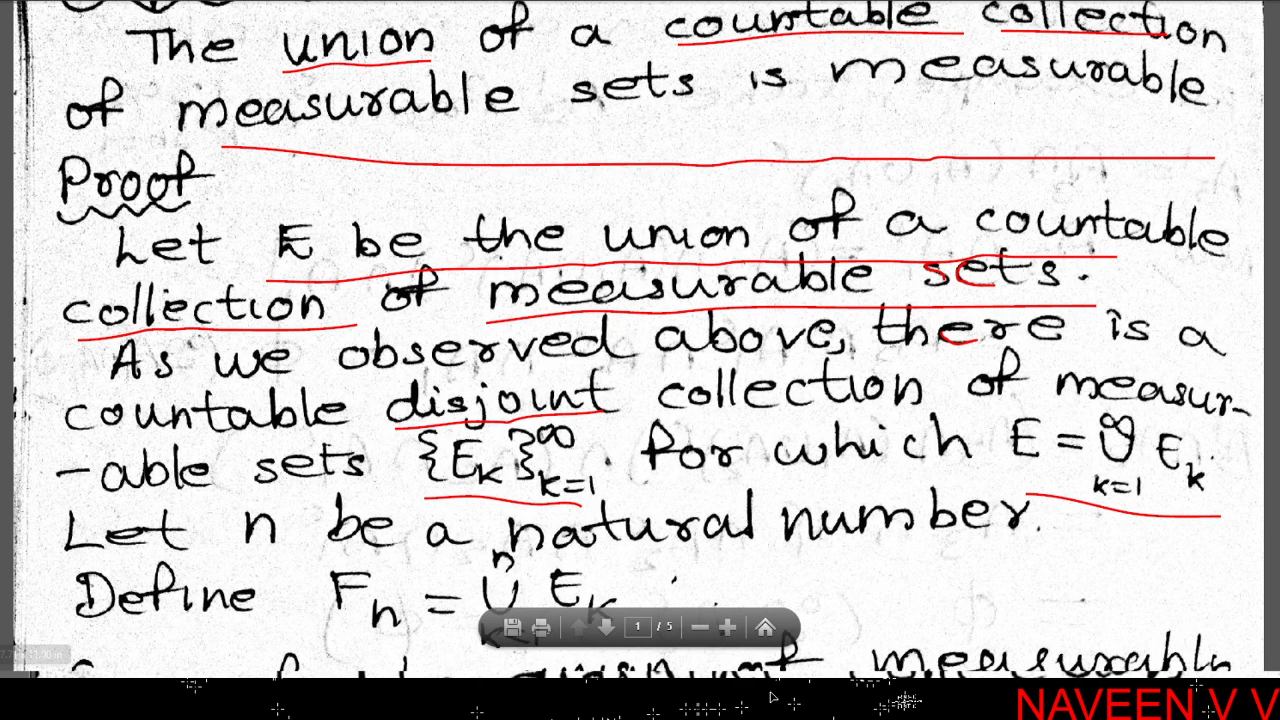 The union of a countable collection
of measurable sets is measurable
Proof
Let E be the union of a countable
collection of measurable sets.
As we observed above, there is a
countable disjoint collection of measur-
-able sets {E_k}_{k=1}^∞. For which E = ∪_{k=1}^∞ E_k.
Let n be a natural number.
Define F_n = ∪^n E_k
1 / 5
of measurable
NAVEEN V V